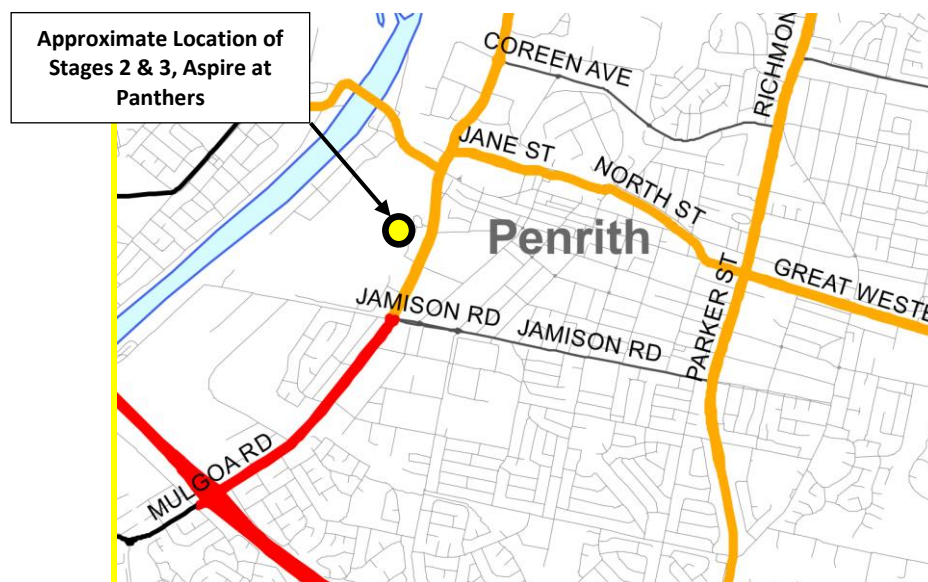 Approximate Location of
Stages 2 & 3, Aspire at
Panthers
COREEN AVE
RICHMON
JANE ST
NORTH ST
Penrith
GREAT WESTE
PARKER ST
JAMISON RD
JAMISON RD
MULGOA RD